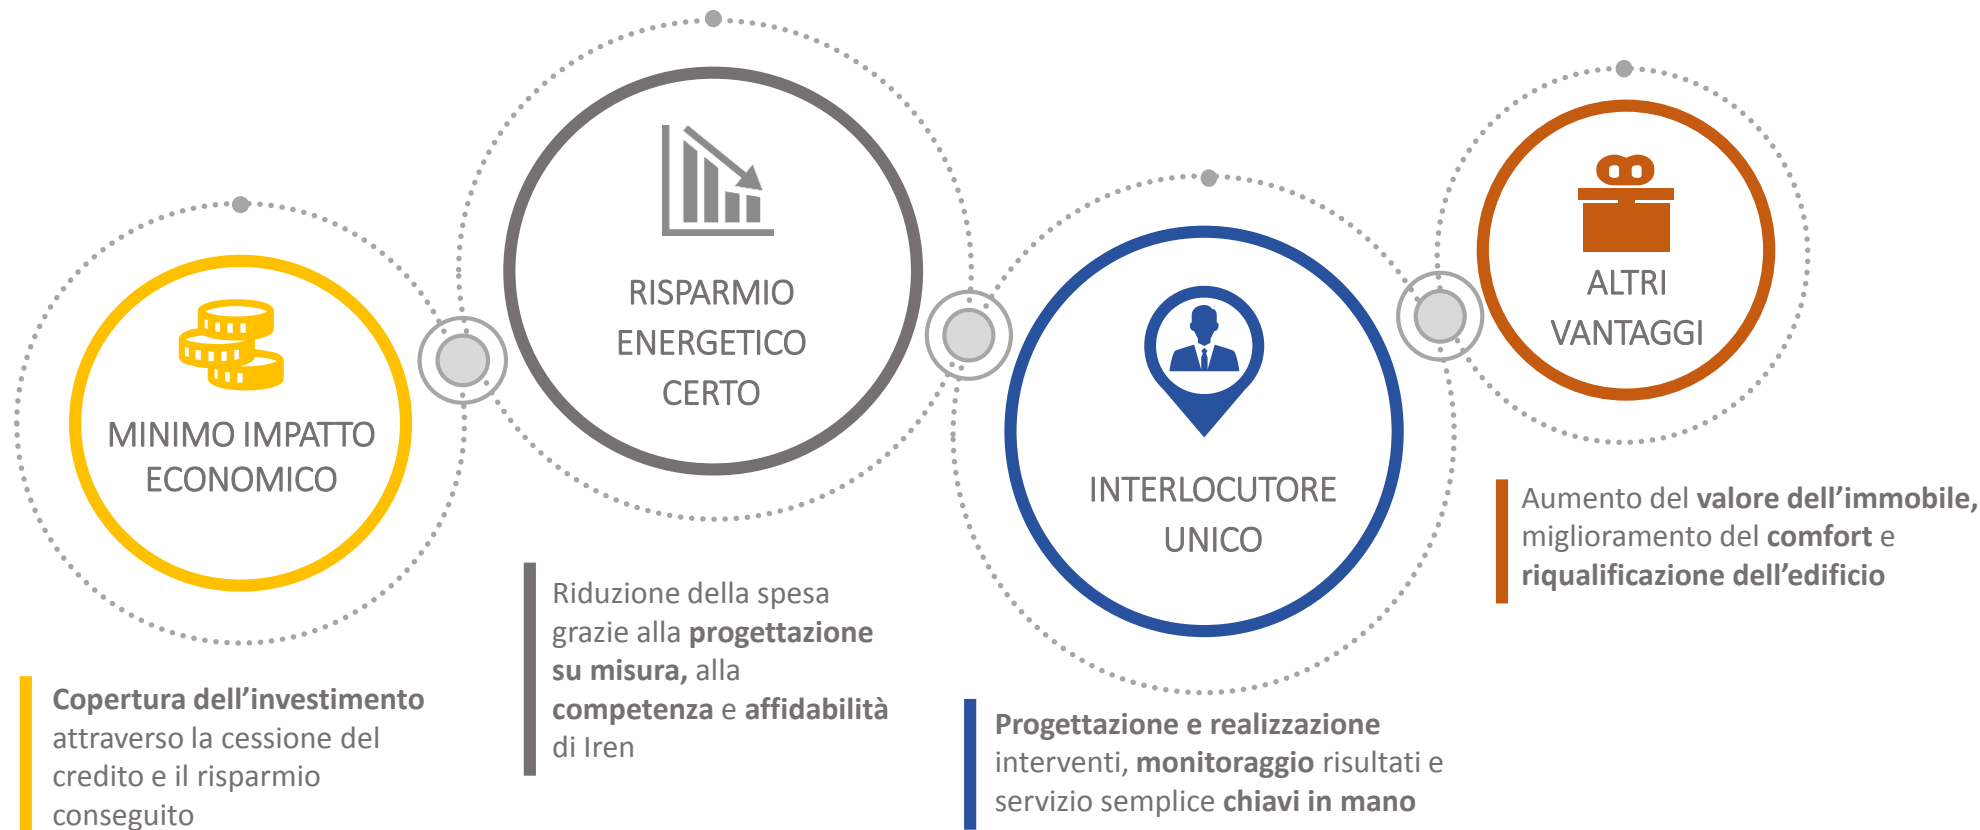 MINIMO IMPATTO
ECONOMICO
Copertura dell’investimento
attraverso la cessione del
credito e il risparmio
conseguito
RISPARMIO
ENERGETICO
CERTO
Riduzione della spesa
grazie alla progettazione
su misura, alla
competenza e affidabilità
di Iren
INTERLOCUTORE
UNICO
Progettazione e realizzazione
interventi, monitoraggio risultati e
servizio semplice chiavi in mano
ALTRI
VANTAGGI
Aumento del valore dell’immobile,
miglioramento del comfort e
riqualificazione dell’edificio